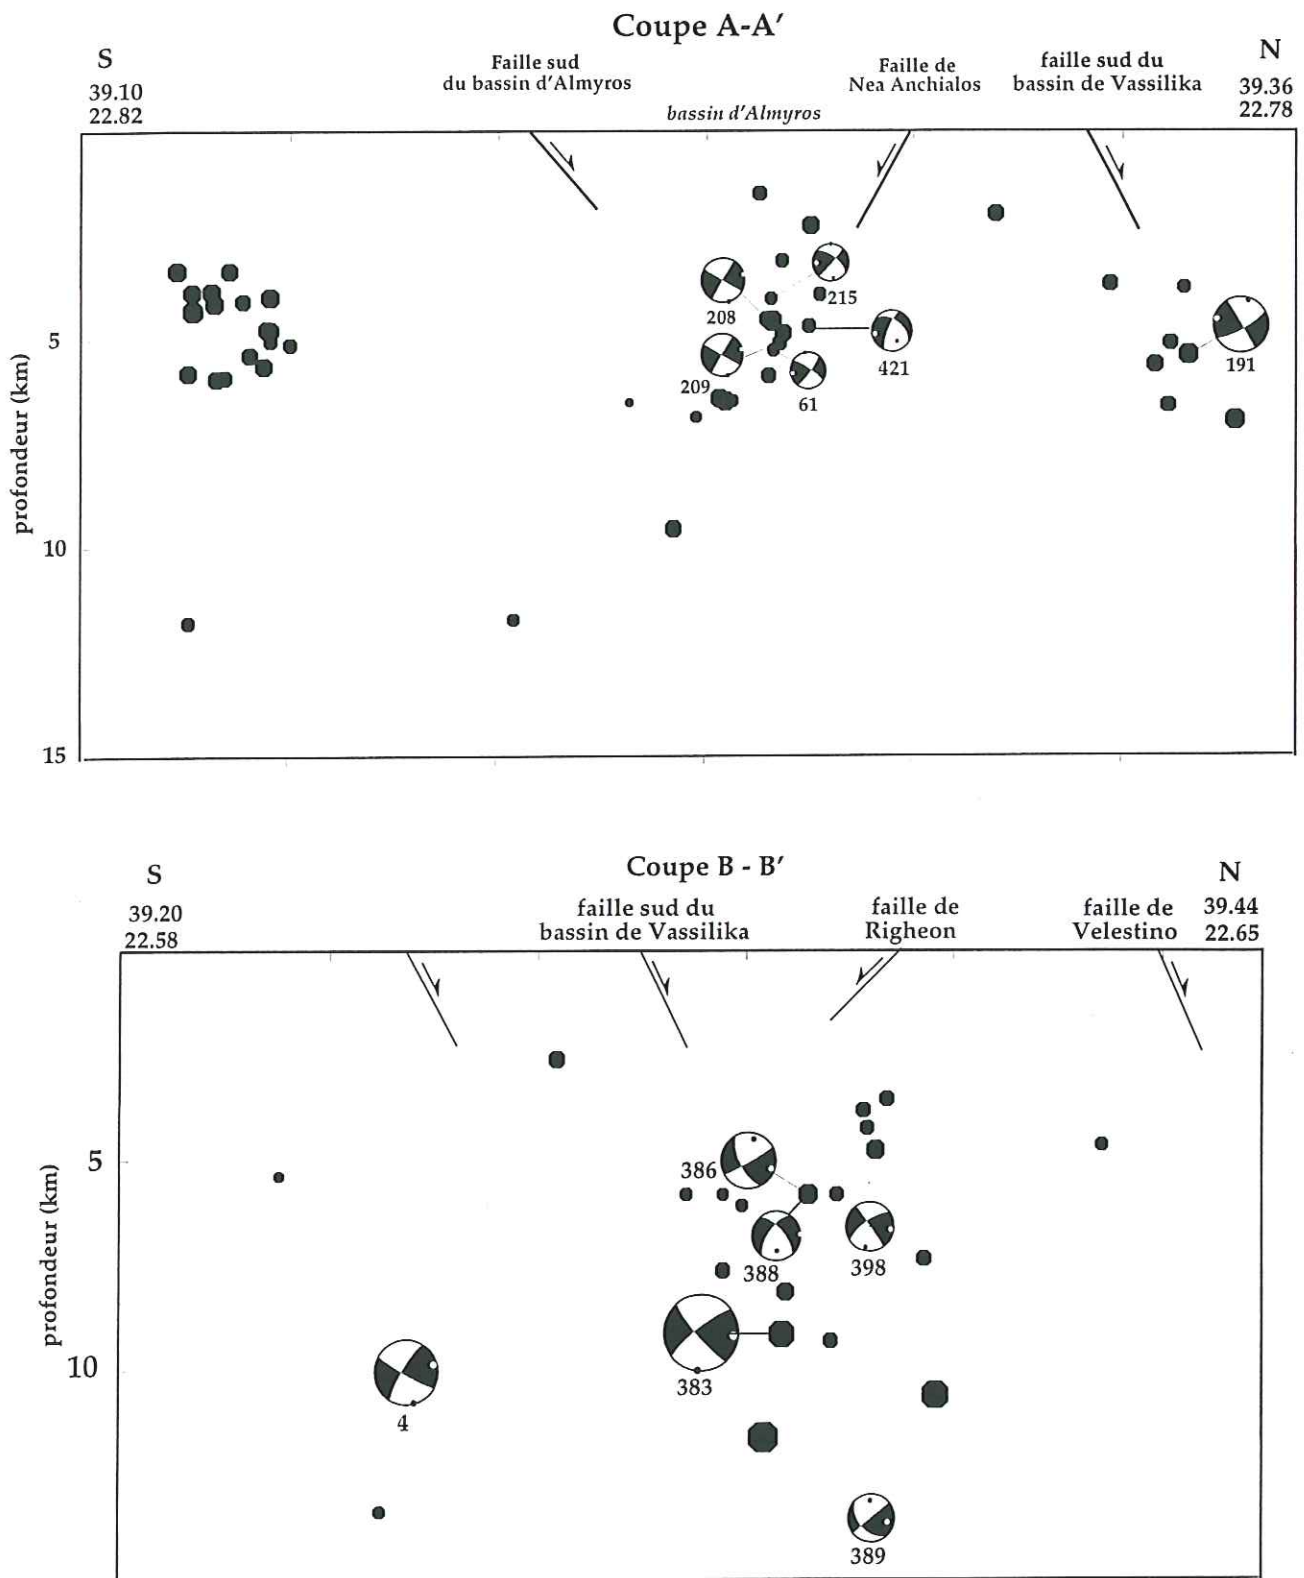 Coupe A-A'
S
39.10
22.82
Faille sud
du bassin d'Almyros
bassin d'Almyros
Faille de
Nea Anchialos
faille sud du
bassin de Vassilika
N
39.36
22.78
profondeur (km)
5
10
15
208
215
209
61
421
191
Coupe B - B'
S
39.20
22.58
faille sud du
bassin de Vassilika
faille de
Righeon
faille de
Velestino
N
39.44
22.65
profondeur (km)
5
10
386
388
398
383
4
389